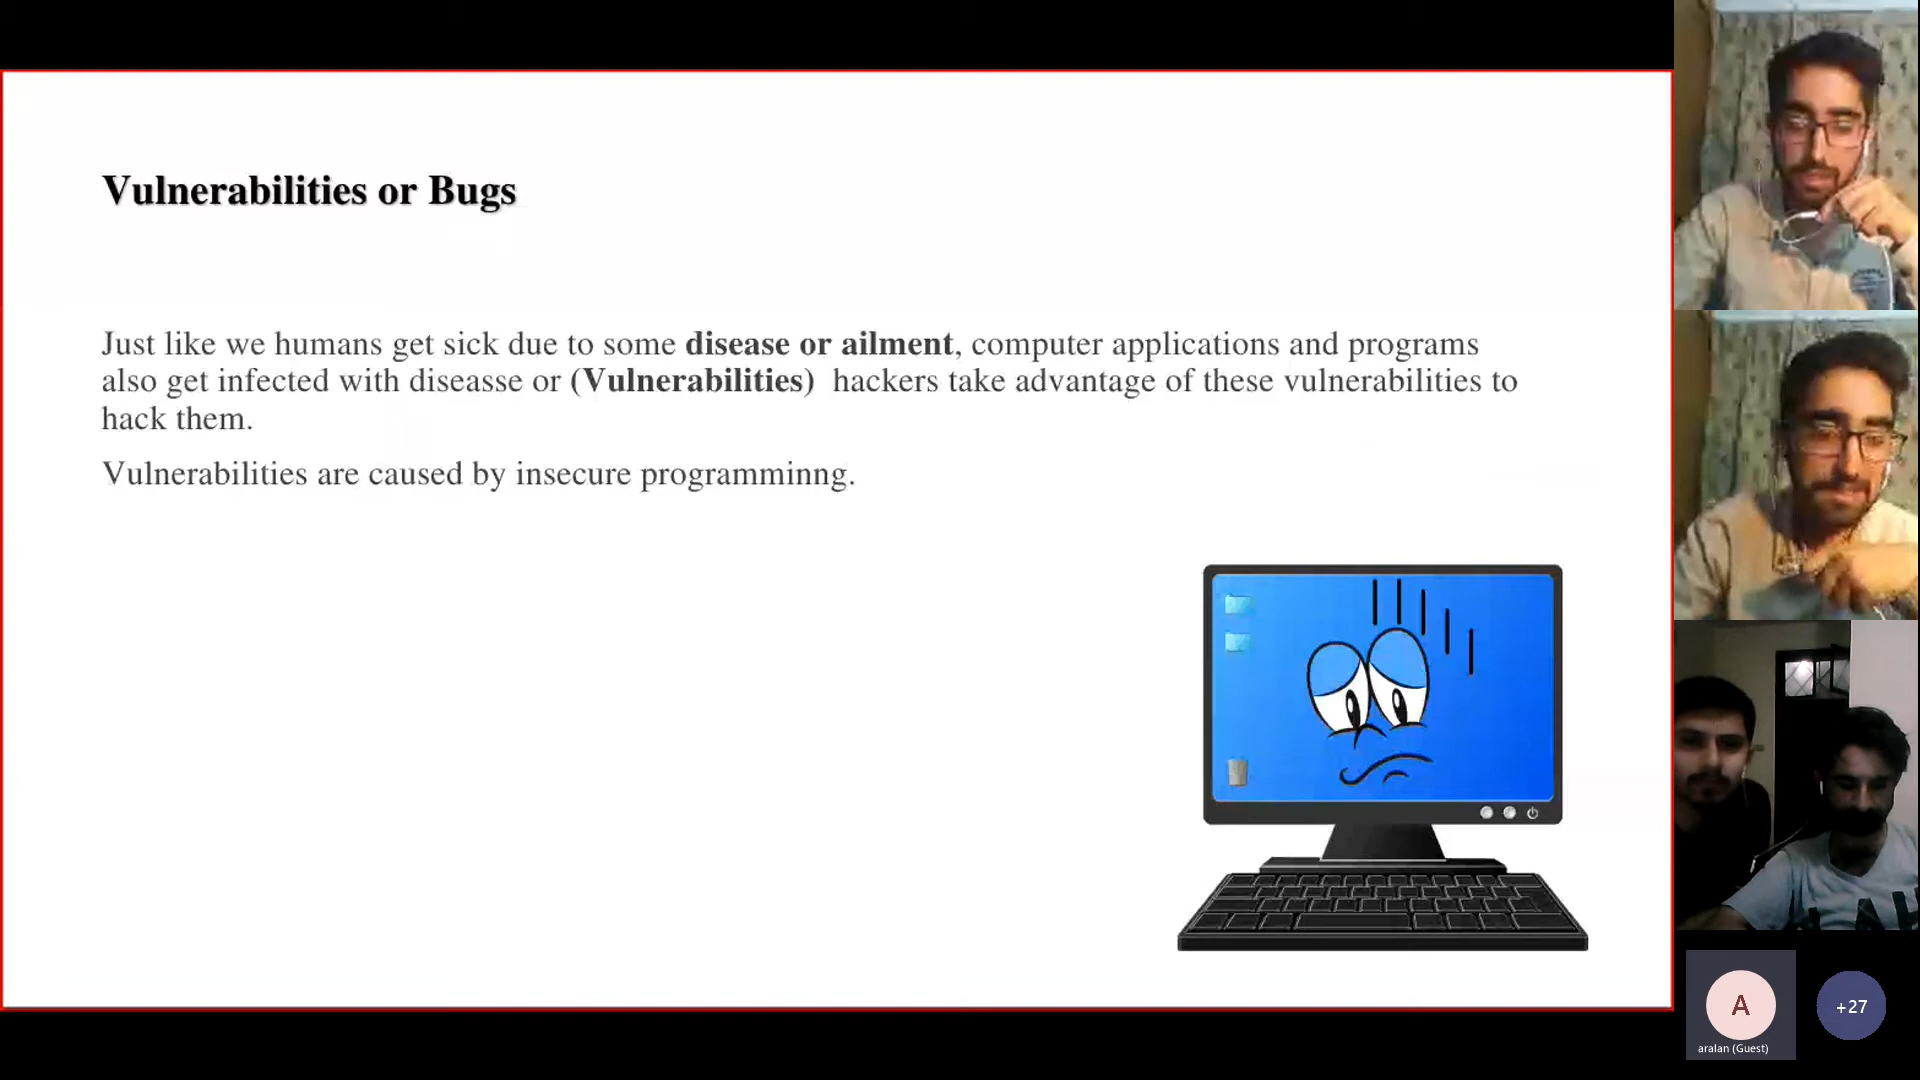 Vulnerabilities or Bugs
Just like we humans get sick due to some disease or ailment, computer applications and programs
also get infected with diseasse or (Vulnerabilities)  hackers take advantage of these vulnerabilities to
hack them.
Vulnerabilities are caused by insecure programminng.
A
+27
aralan (Guest)